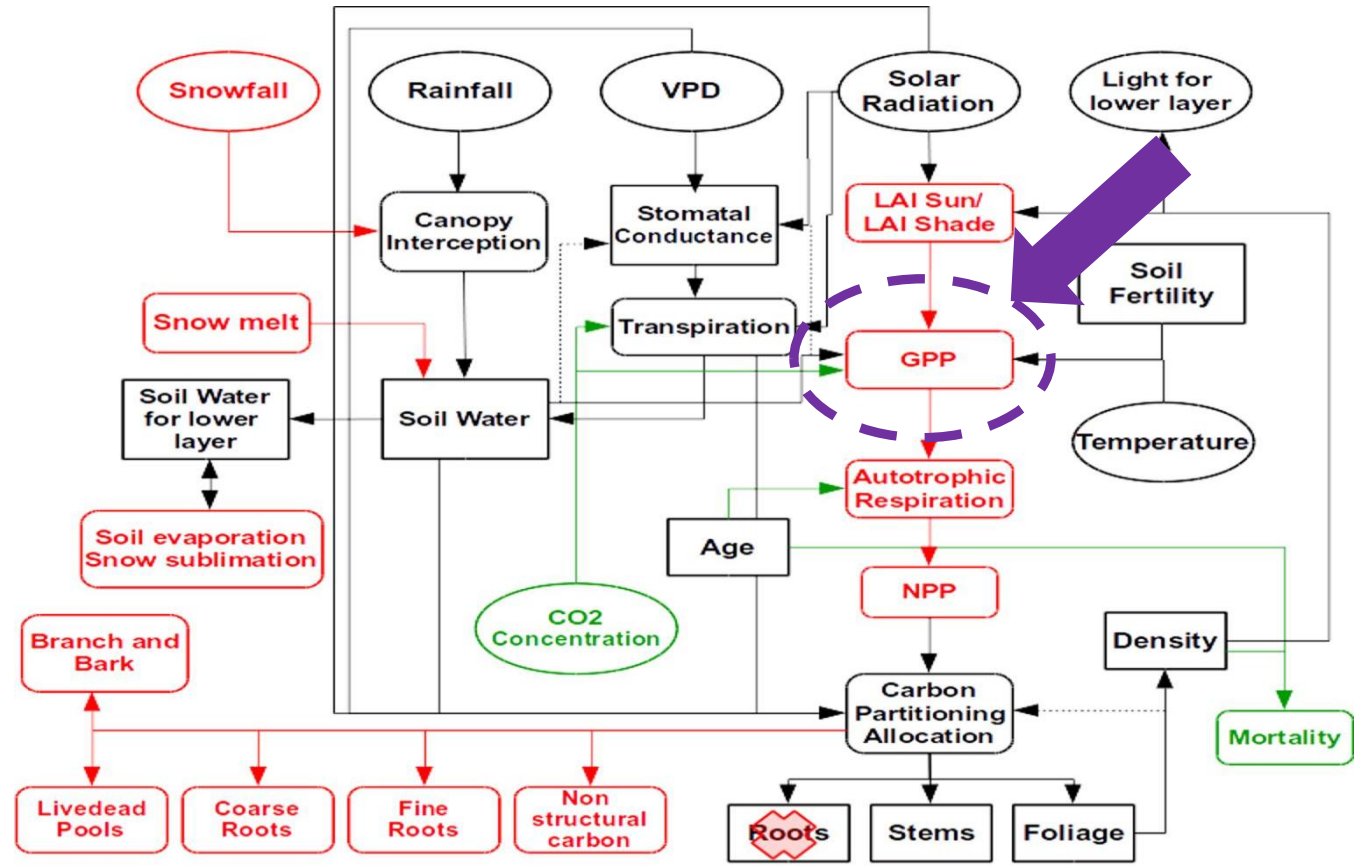 Snowfall
Rainfall
VPD
Solar
Radiation
Light for
lower layer
Canopy
Interception
Stomatal
Conductance
LAI Sun/
LAI Shade
Soil
Fertility
Snow melt
Transpiration
GPP
Soil Water
for lower
layer
Soil Water
Temperature
Autotrophic
Respiration
Soil evaporation
Snow sublimation
Age
NPP
CO2
Concentration
Branch and
Bark
Density
Carbon
Partitioning
Allocation
Mortality
Livedead
Pools
Coarse
Roots
Fine
Roots
Non
structural
carbon
Roots
Stems
Foliage